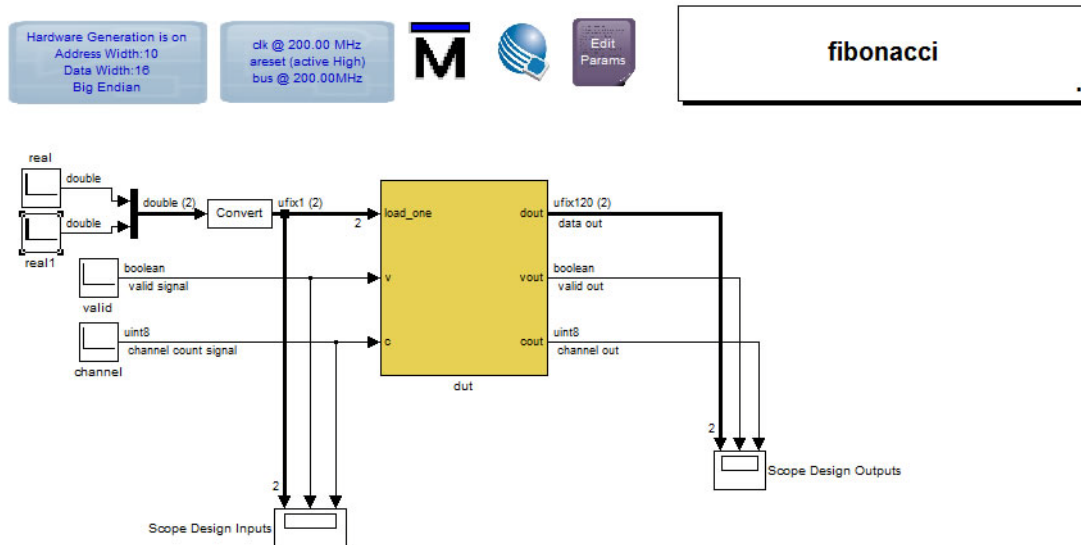 Hardware Generation is on
Address Width:10
Data Width:16
Big Endian
clk @ 200.00 MHz
areset (active High)
bus @ 200.00MHz
M
Edit
Params
fibonacci
.
real
double
double (2)
Convert
ufix1 (2)
2
load_one
dout
ufix120 (2)
data out
double
real1
boolean
valid signal
v
vout
boolean
valid out
valid
uint8
channel count signal
c
cout
uint8
channel out
channel
dut
2
Scope Design Outputs
2
Scope Design Inputs